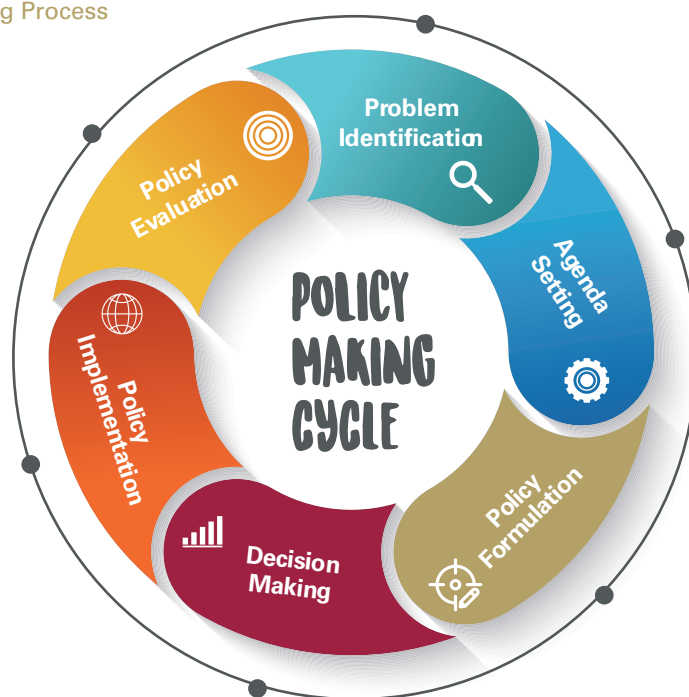 g Process
Problem
Identification
Agenda
Setting
Policy
Formulation
Decision
Making
Policy
Implementation
Policy
Evaluation
POLICY
MAKING
CYCLE